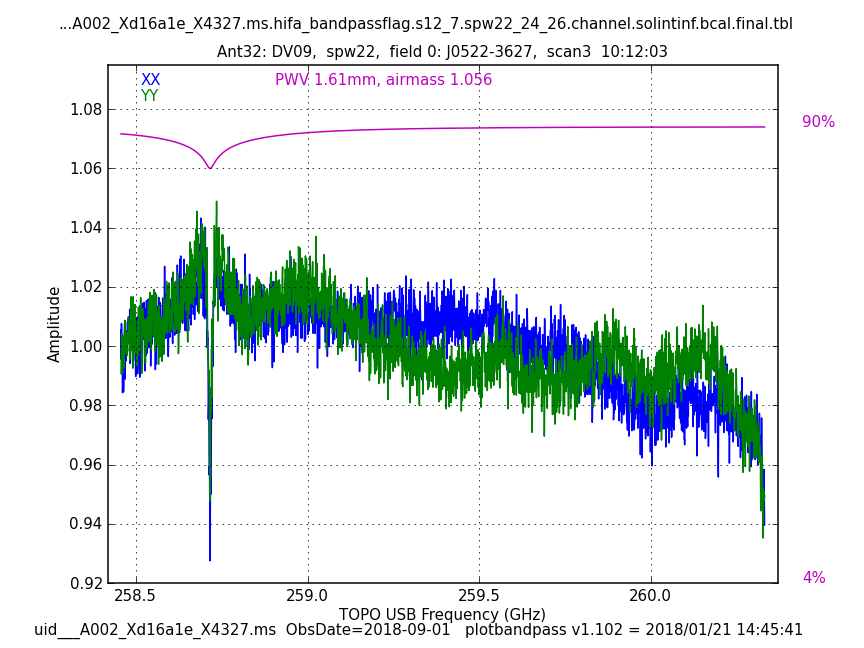 ...A002_Xd16a1e_X4327.ms.hifa_bandpassflag.s12_7.spw22_24_26.channel.solintinf.bcal.final.tbl
Ant32: DV09,  spw22,  field 0: J0522-3627,  scan3  10:12:03
XX
PWV 1.61mm, airmass 1.056
YY
90%
1.08
1.06
1.04
1.02
1.00
0.98
0.96
0.94
0.92
Amplitude
4%
258.5
259.0
259.5
260.0
TOPO USB Frequency (GHz)
uid___A002_Xd16a1e_X4327.ms  ObsDate=2018-09-01   plotbandpass v1.102 = 2018/01/21 14:45:41